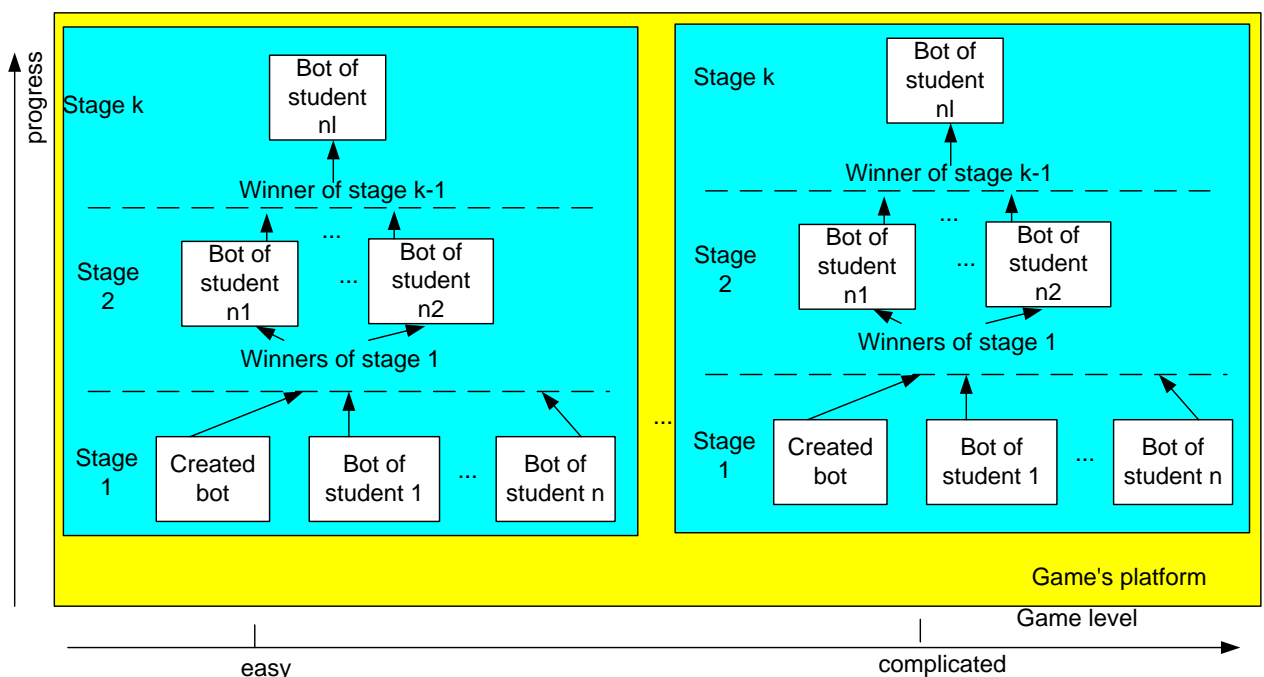 progress
Stage k
Bot of
student
nl
Winner of stage k-1
...
Stage
2
Bot of
student
n1
...
Bot of
student
n2
Winners of stage 1
Stage
1
Created
bot
Bot of
student 1
...
Bot of
student n
...
Stage k
Bot of
student
nl
Winner of stage k-1
...
Stage
2
Bot of
student
n1
...
Bot of
student
n2
Winners of stage 1
Stage
1
Created
bot
Bot of
student 1
...
Bot of
student n
Game's platform
Game level
easy
complicated